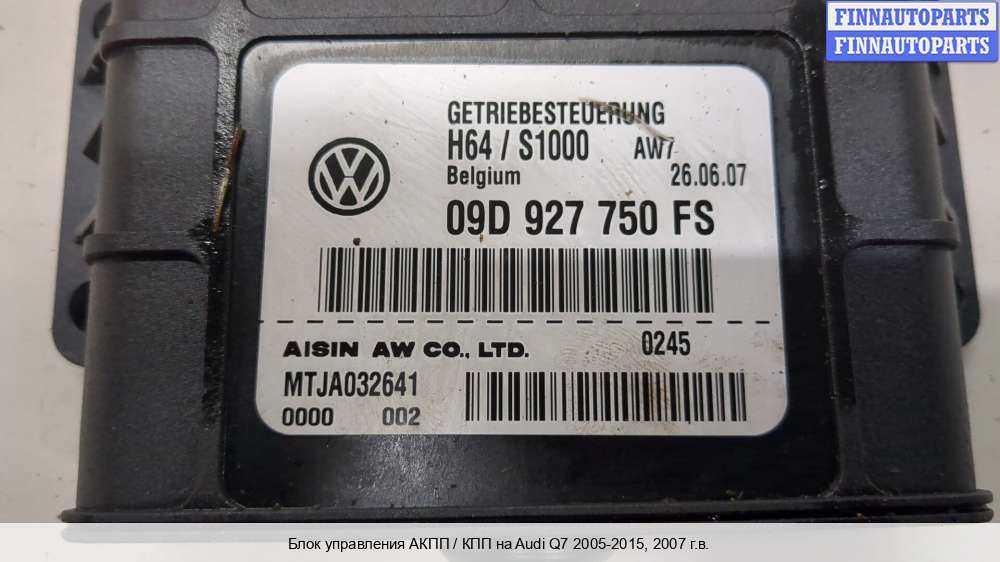 FINNAUTOPARTS
FINNAUTOPARTS
GETRIEBESTEUERUNG
H64 / S1000 AW7
Belgium 26.06.07
09D 927 750 FS
AISIN AW CO., LTD. 0245
MTJA032641
0000 002
Блок управления АКПП / КПП на Audi Q7 2005-2015, 2007 г.в.